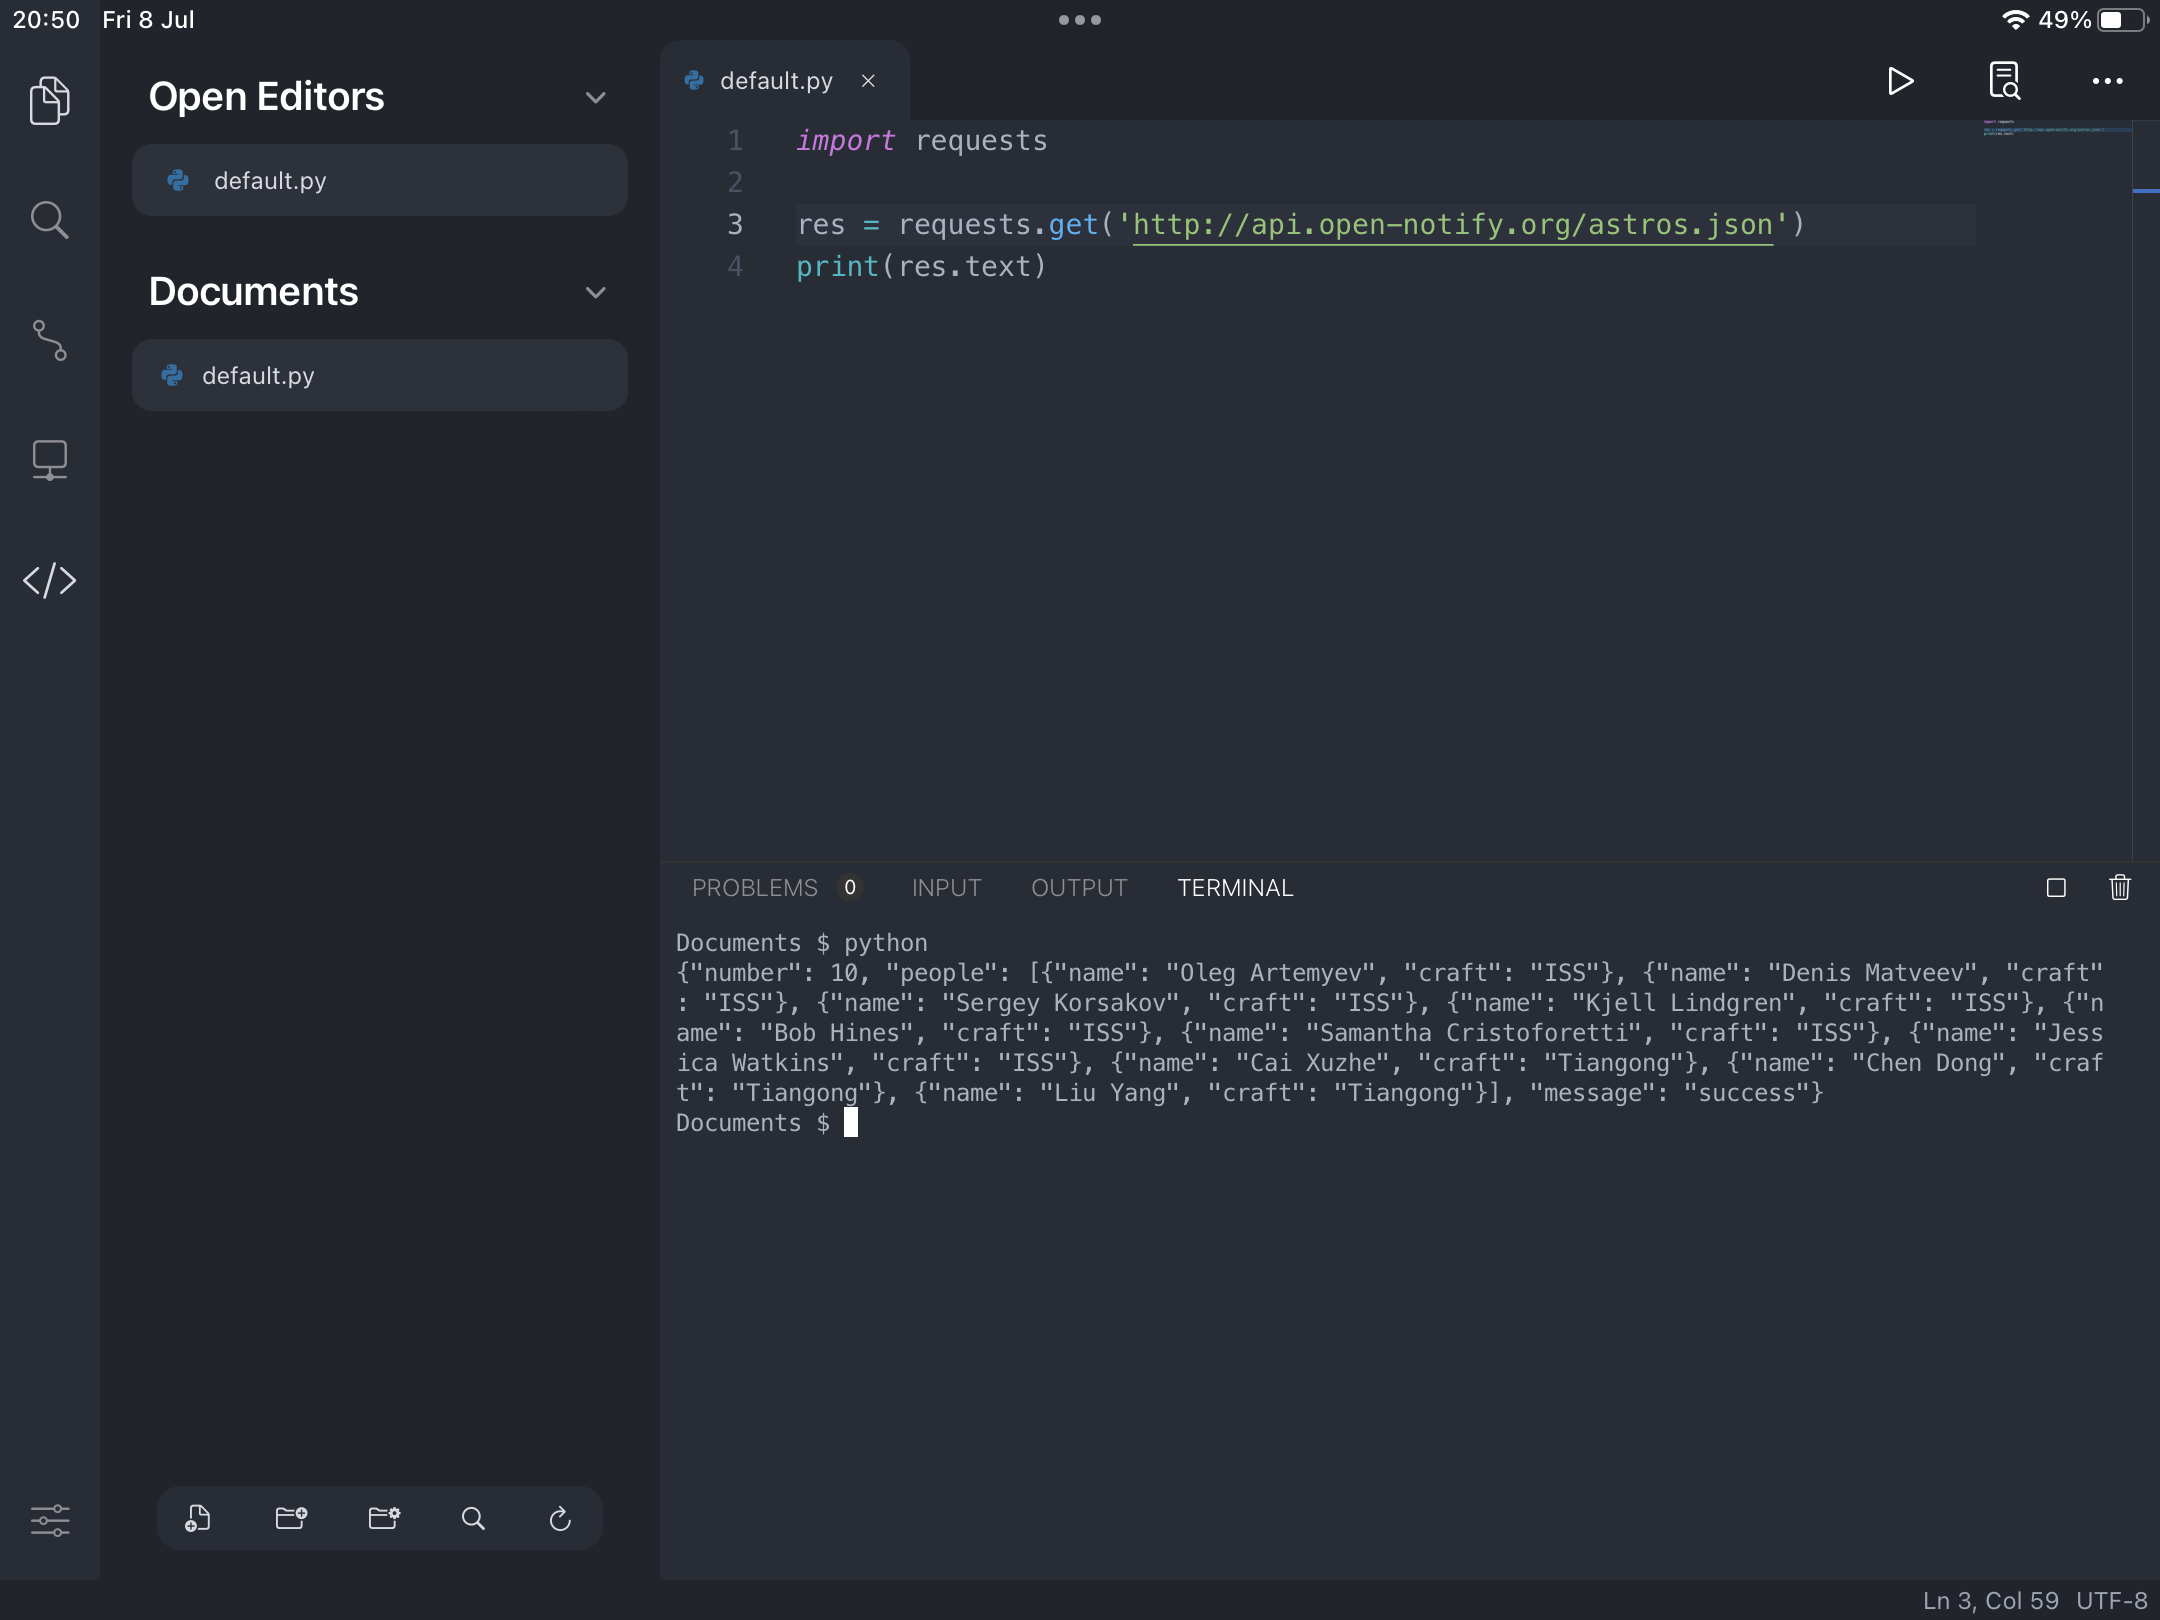 20:50 Fri 8 Jul
49%
Open Editors
default.py
Documents
default.py
default.py
1 import requests
2
3 res = requests.get('http://api.open-notify.org/astros.json')
4 print(res.text)
PROBLEMS 0 INPUT OUTPUT TERMINAL
Documents $ python
{"number": 10, "people": [{"name": "Oleg Artemyev", "craft": "ISS"}, {"name": "Denis Matveev", "craft"
: "ISS"}, {"name": "Sergey Korsakov", "craft": "ISS"}, {"name": "Kjell Lindgren", "craft": "ISS"}, {"n
ame": "Bob Hines", "craft": "ISS"}, {"name": "Samantha Cristoforetti", "craft": "ISS"}, {"name": "Jess
ica Watkins", "craft": "ISS"}, {"name": "Cai Xuzhe", "craft": "Tiangong"}, {"name": "Chen Dong", "craf
t": "Tiangong"}, {"name": "Liu Yang", "craft": "Tiangong"}], "message": "success"}
Documents $
Ln 3, Col 59 UTF-8